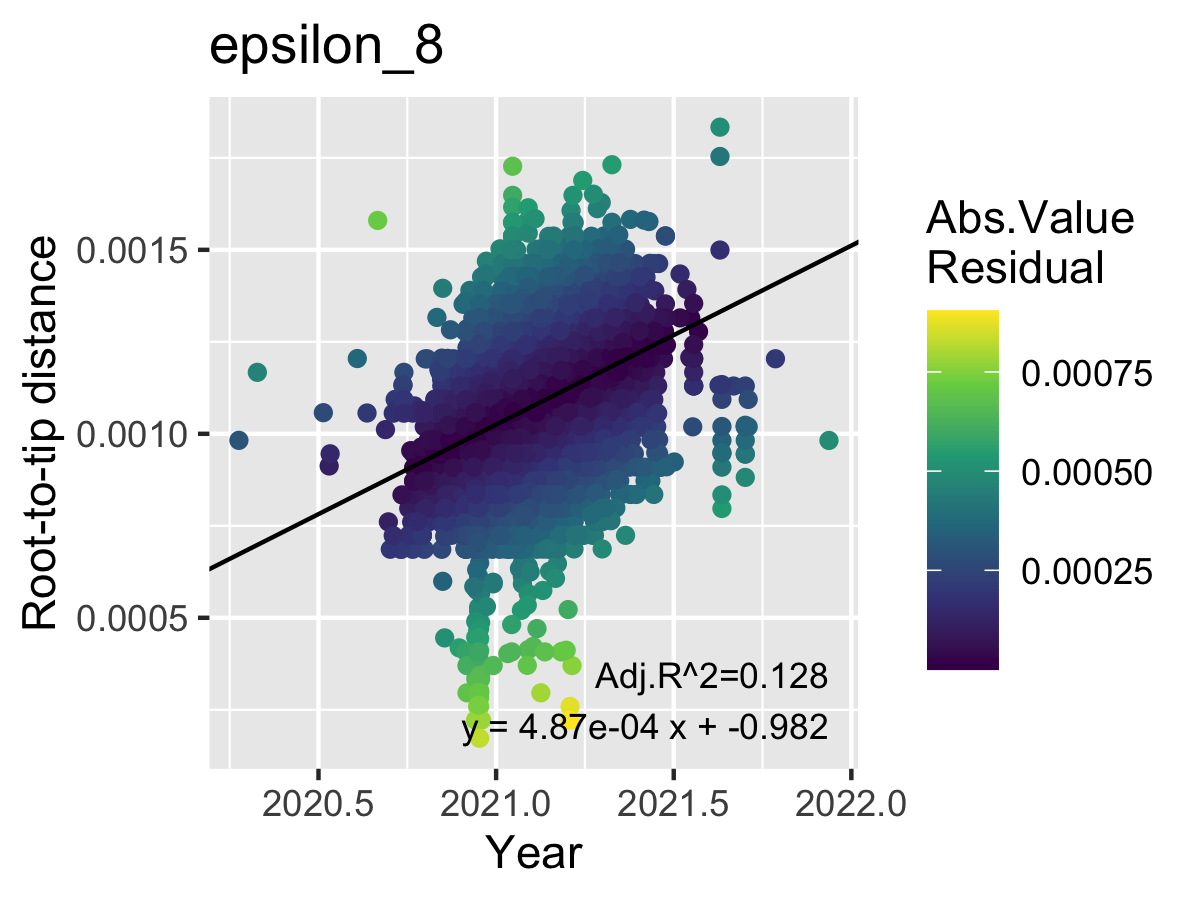 epsilon_8
Root-to-tip distance
0.0015
0.0010
0.0005
Adj.R^2=0.128
y = 4.87e-04 x + -0.982
2020.5
2021.0
2021.5
2022.0
Year
Abs.Value
Residual
0.00075
0.00050
0.00025